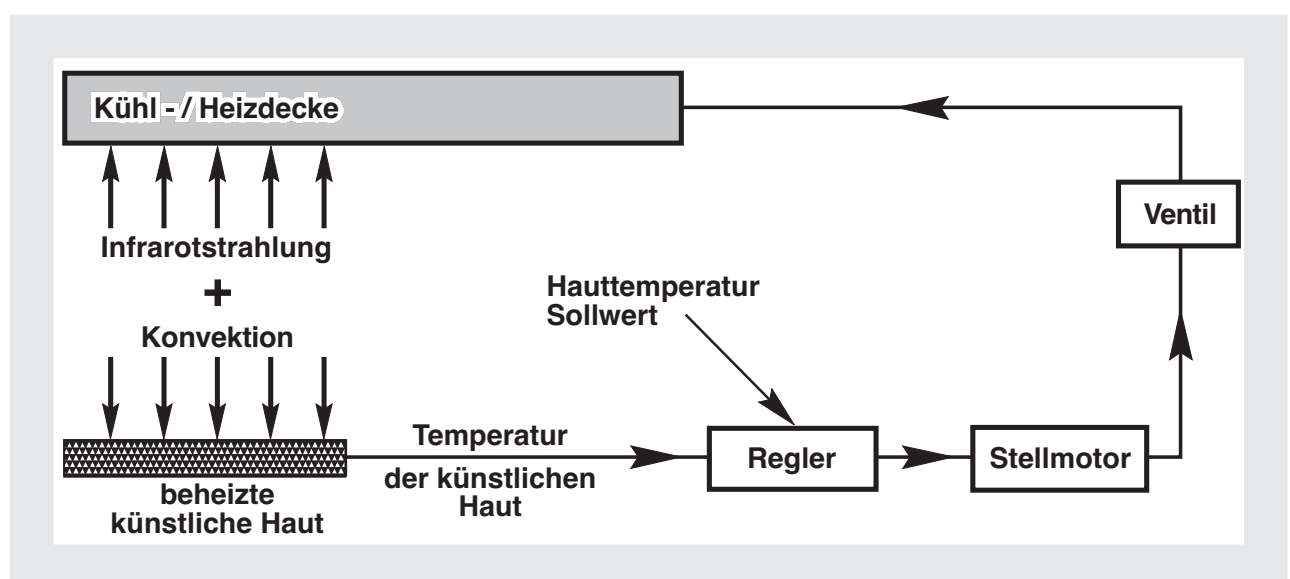 Kühl - / Heizdecke
Ventil
Infrarotstrahlung
+
Konvektion
Hauttemperatur
Sollwert
Temperatur
der künstlichen
Haut
Regler
Stellmotor
beheizte
künstliche Haut